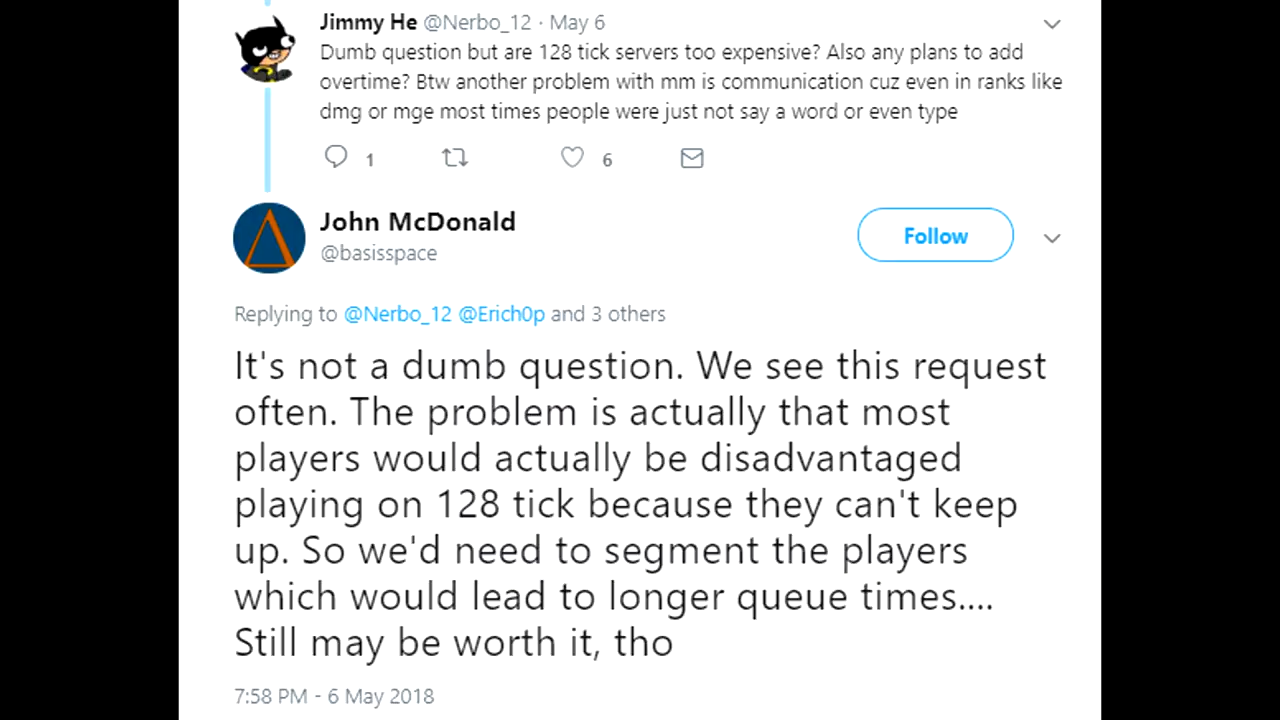 Jimmy He @Nerbo_12 · May 6
Dumb question but are 128 tick servers too expensive? Also any plans to add
overtime? Btw another problem with mm is communication cuz even in ranks like
dmg or mge most times people were just not say a word or even type
1 6
John McDonald
@basisspace
Follow
Replying to @Nerbo_12 @Erich0p and 3 others
It's not a dumb question. We see this request
often. The problem is actually that most
players would actually be disadvantaged
playing on 128 tick because they can't keep
up. So we'd need to segment the players
which would lead to longer queue times....
Still may be worth it, tho
7:58 PM - 6 May 2018